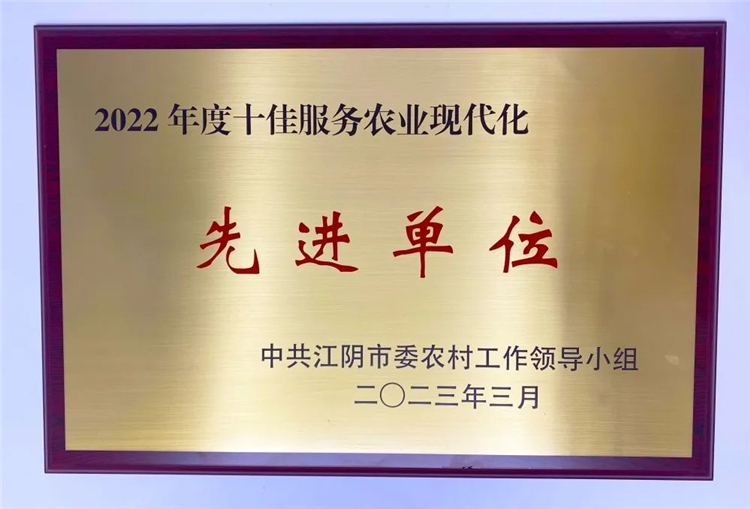 2022 年度十佳服务农业现代化
先进单位
中共江阴市委农村工作领导小组
二〇二三年三月